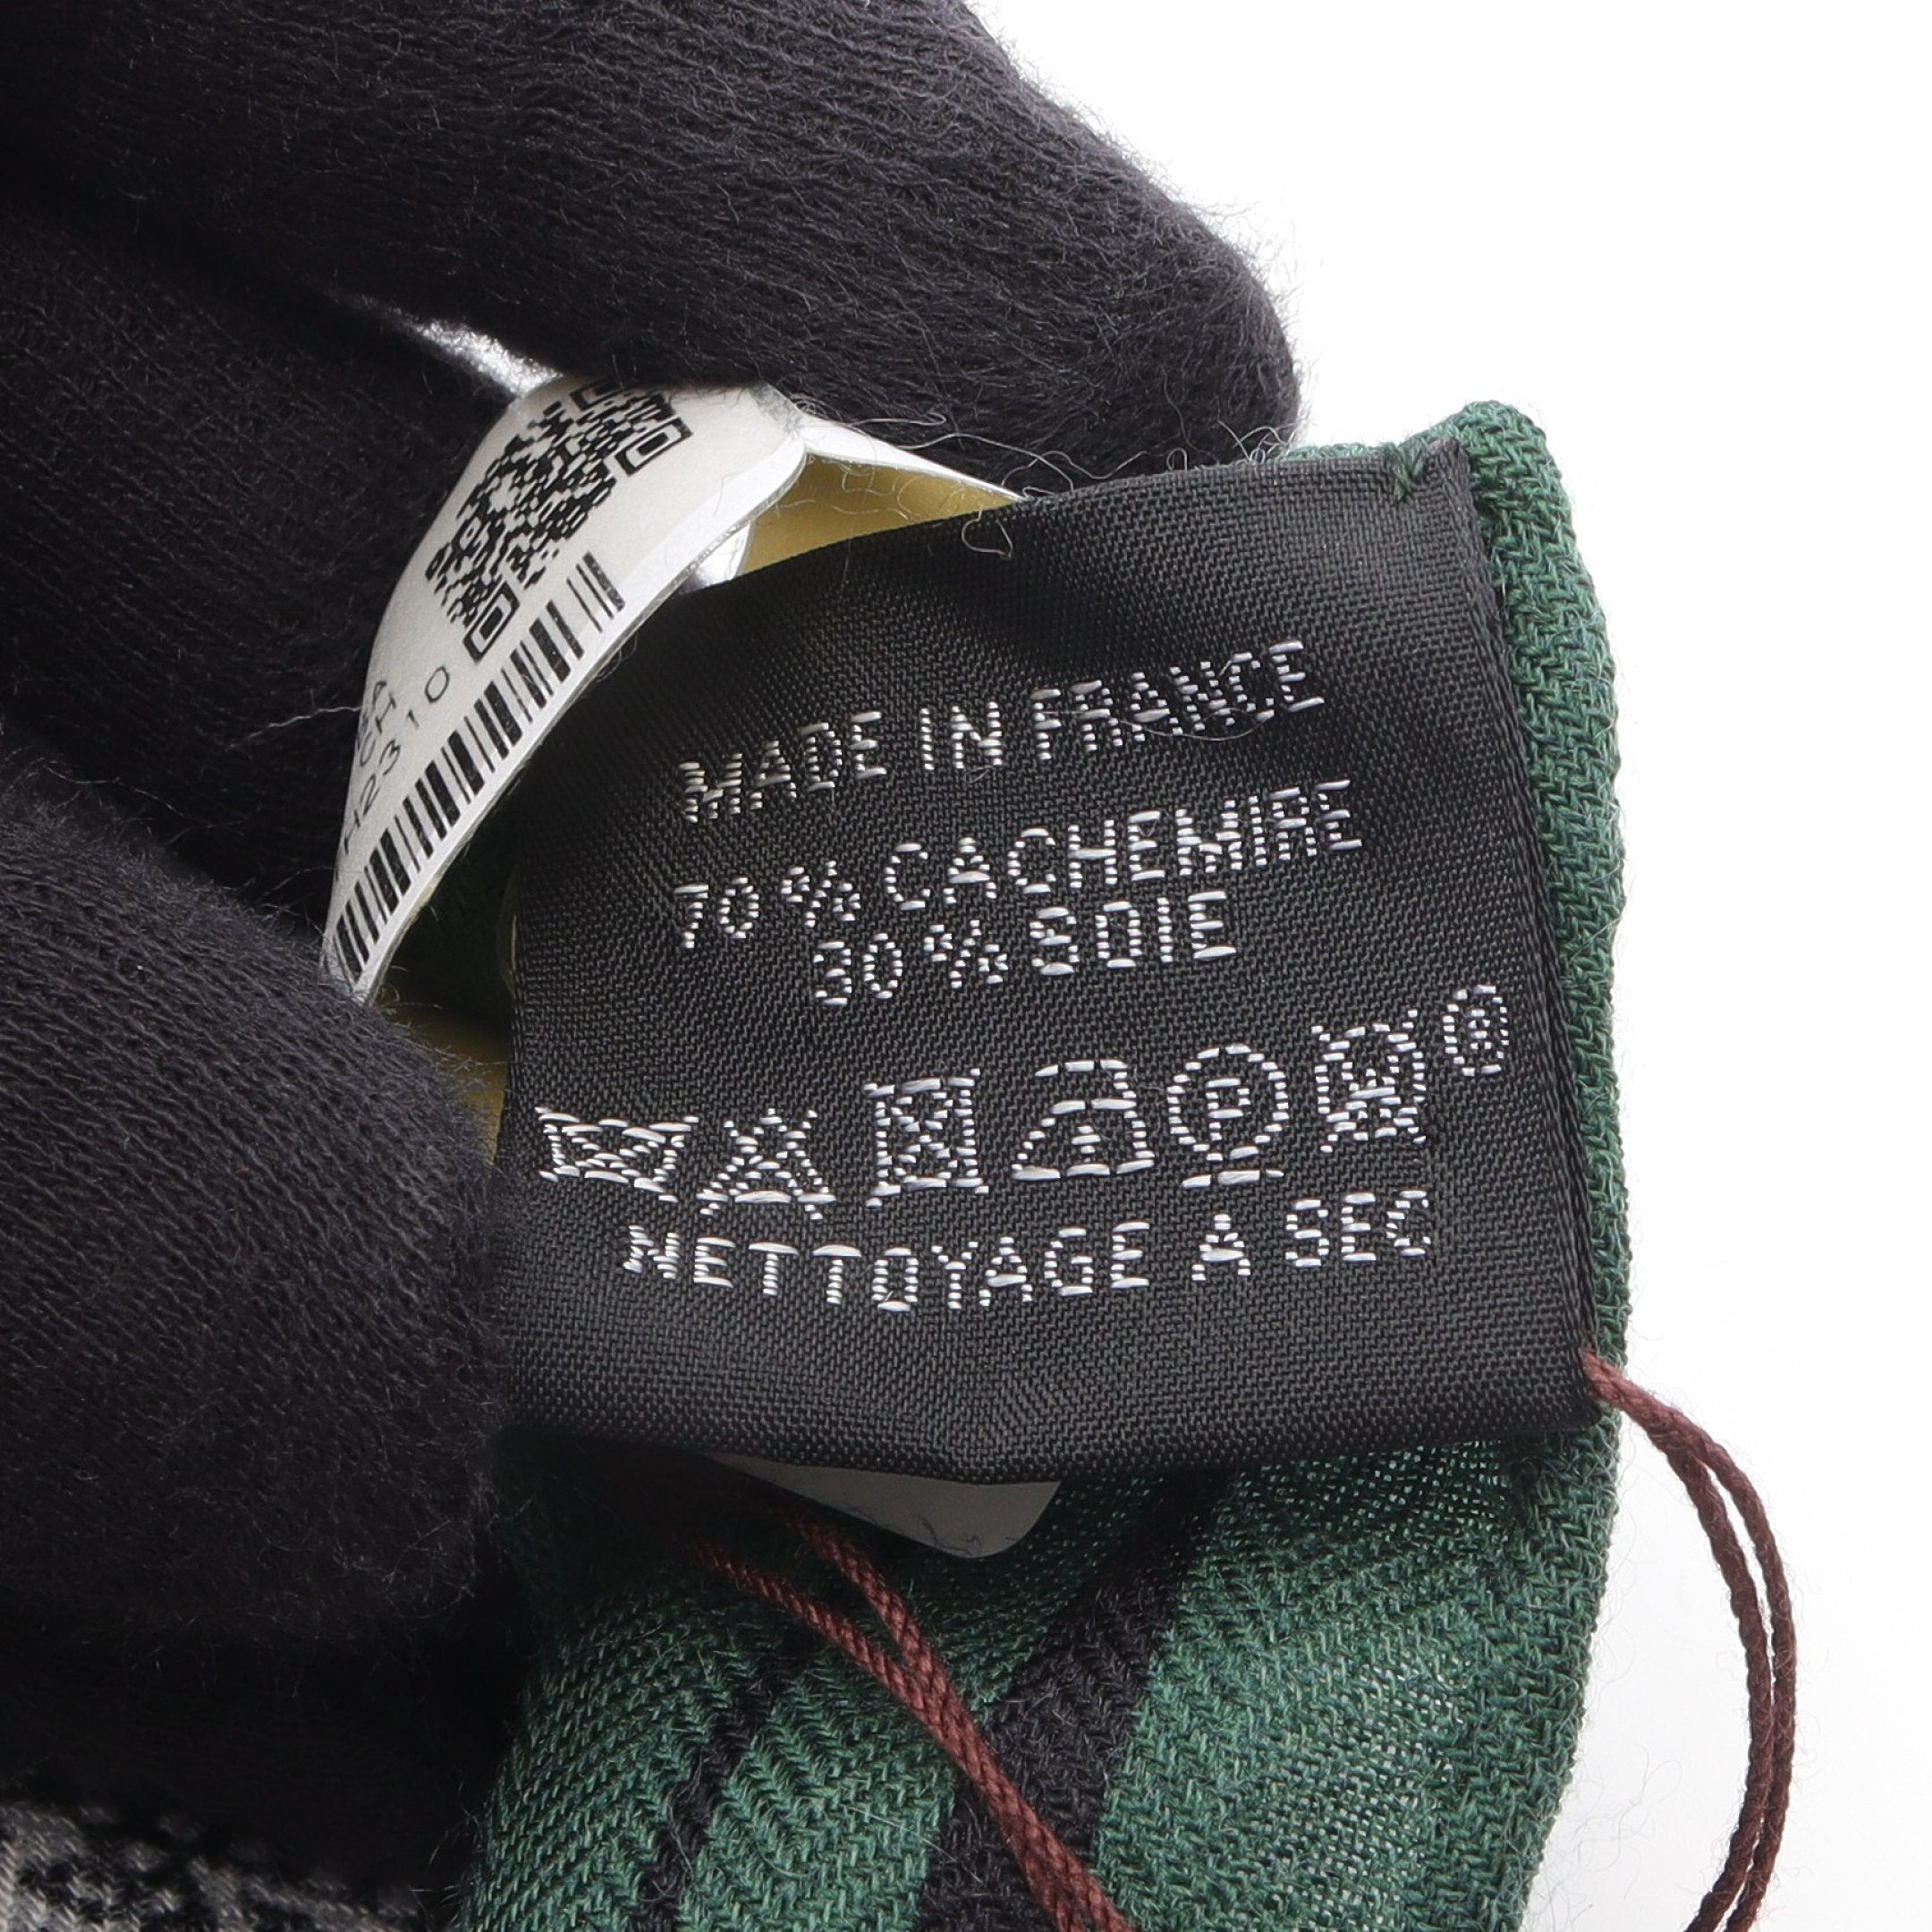 MADE IN FRANCE
70 % CACHEMIRE
30 % SOIE
P
NETTOYAGE A SEC